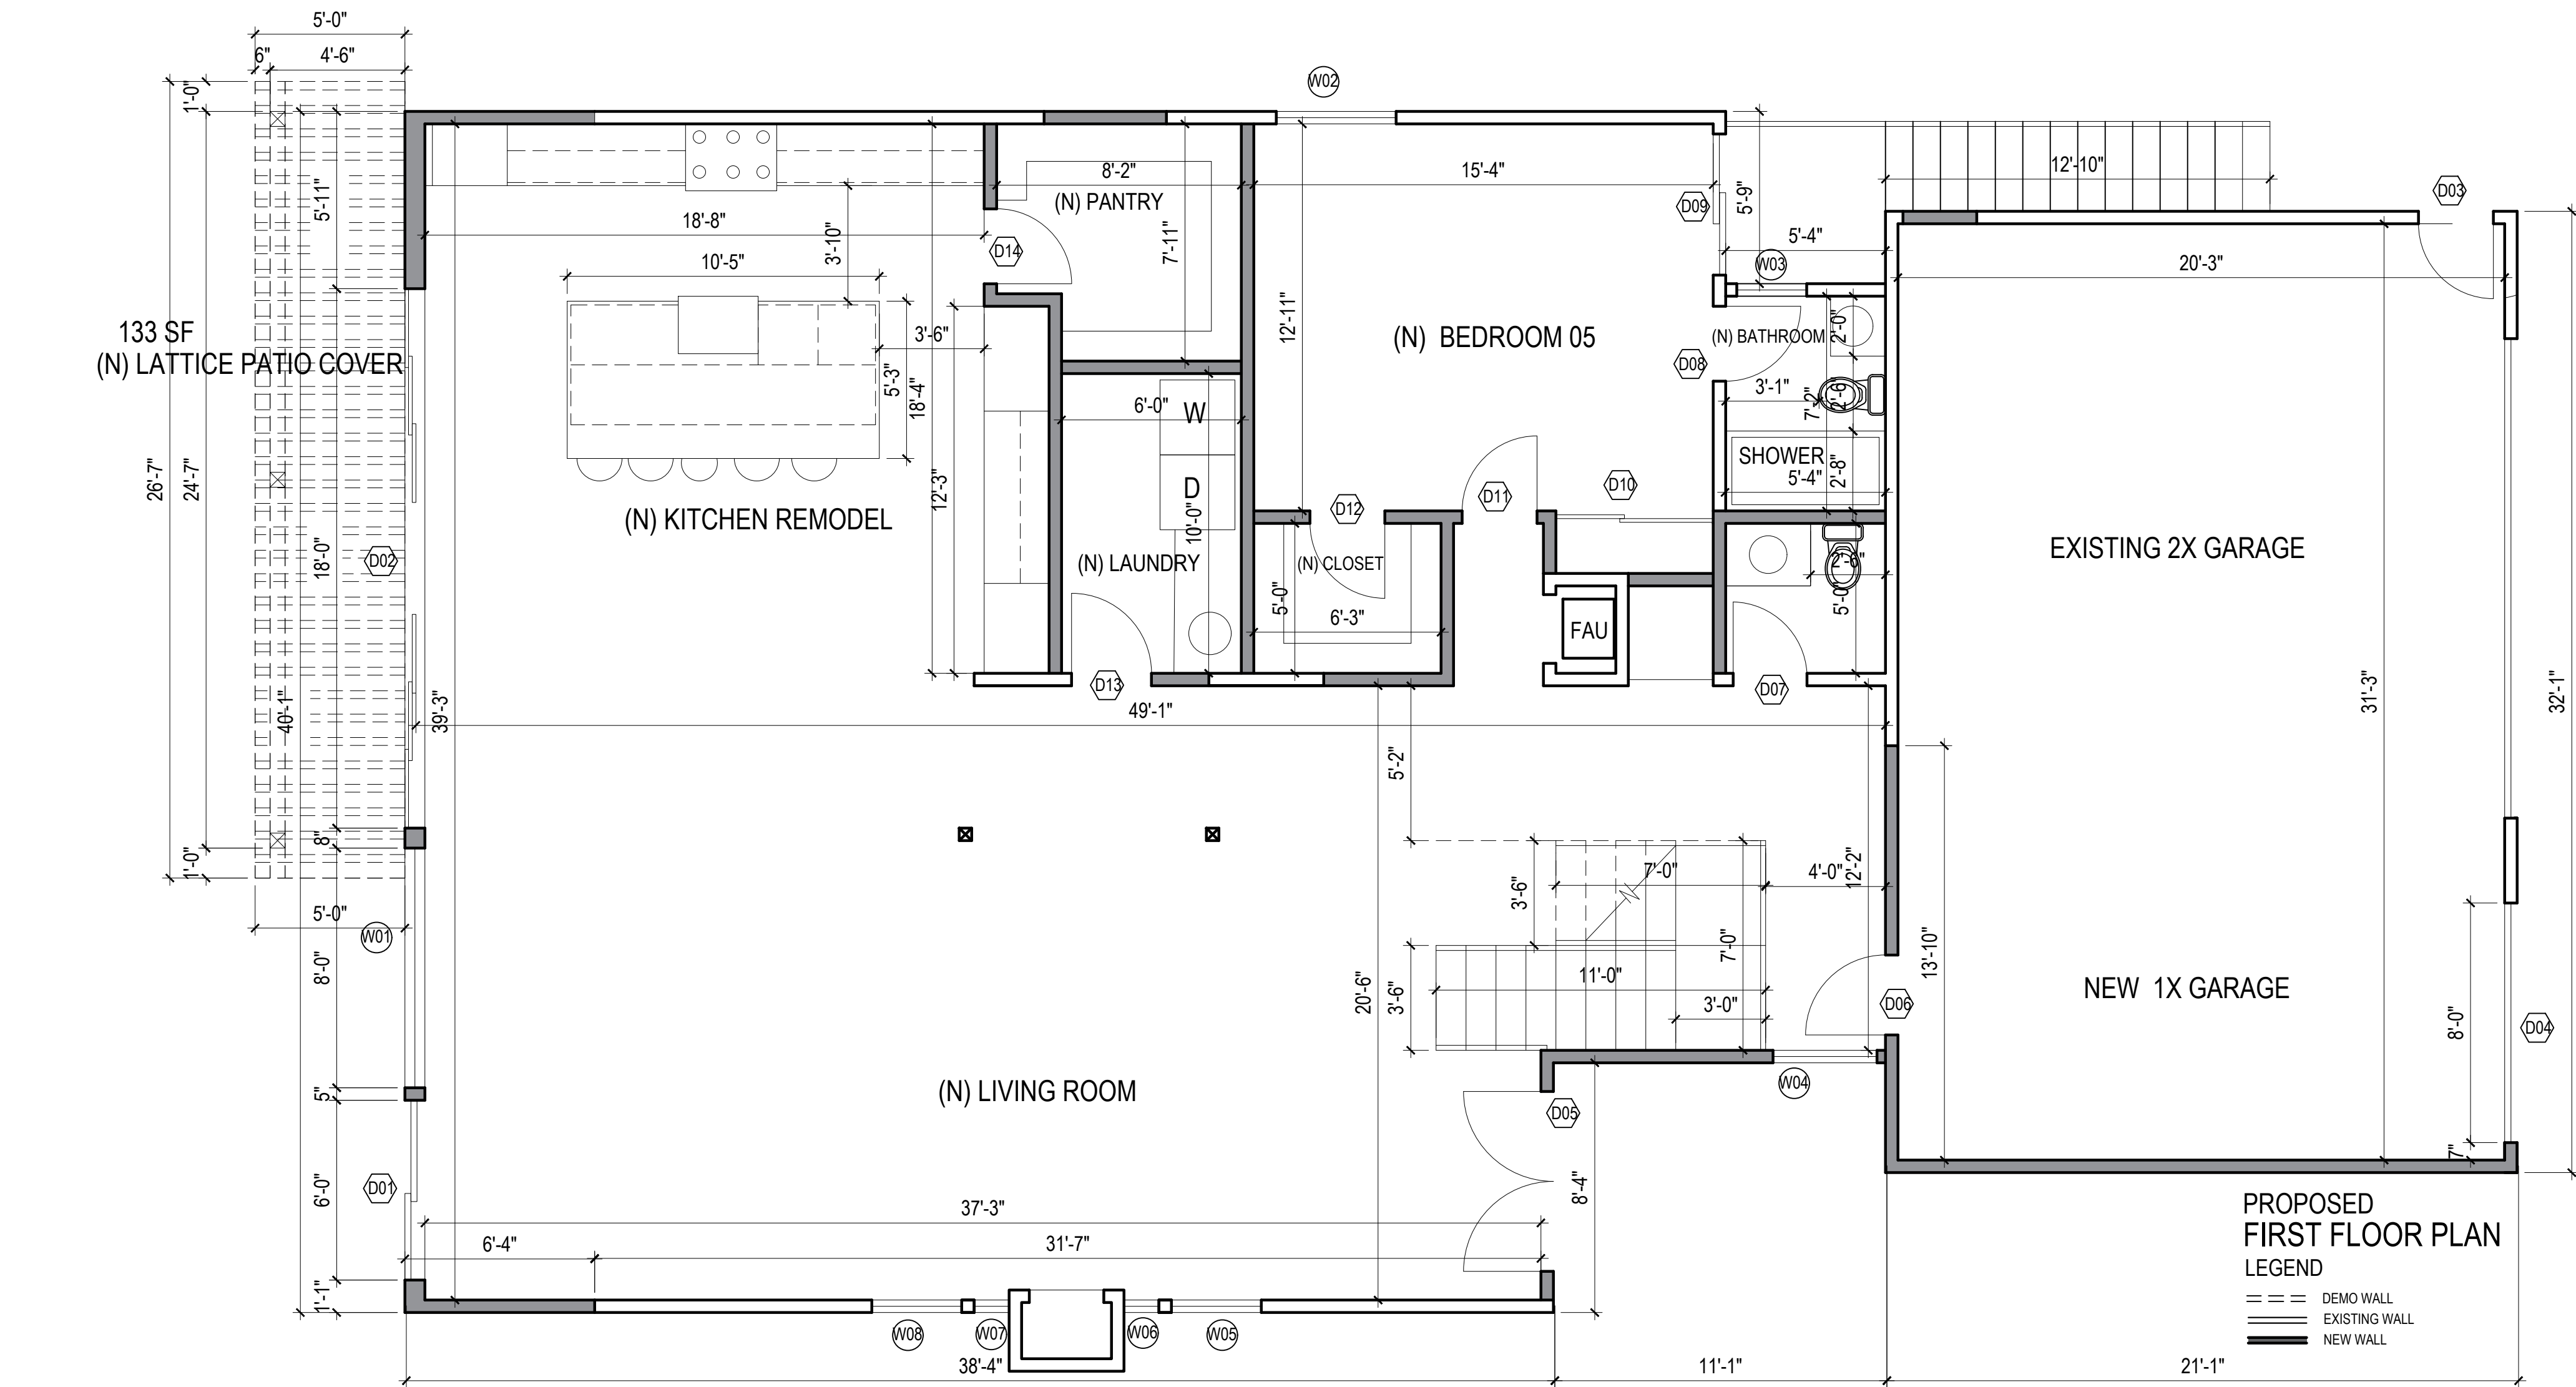 5'-0"
6"
4'-6"
1'-0"
W02
8'-2"
15'-4"
12'-10"
D03
5'-11"
(N) PANTRY
D09
5'-9"
18'-8"
3'-10"
D14
7'-11"
5'-4"
W03
20'-3"
10'-5"
133 SF
(N) LATTICE PATIO COVER
3'-6"
12'-11"
(N) BEDROOM 05
(N) BATHROOM
2'-0"
D08
5'-3"
18'-4"
3'-1"
7'-2"
2'-6"
6'-0"
W
26'-7"
24'-7"
12'-3"
D
10'-0"
SHOWER
5'-4"
2'-8"
D10
D11
D12
(N) KITCHEN REMODEL
18'-0"
D02
(N) LAUNDRY
(N) CLOSET
2'-6"
EXISTING 2X GARAGE
5'-0"
6'-3"
FAU
5'-0"
D13
D07
40'-1"
39'-3"
49'-1"
31'-3"
32'-1"
5'-2"
8"
1'-0"
7'-0"
4'-0"
12'-2"
3'-6"
5'-0"
W01
8'-0"
7'-0"
13'-10"
11'-0"
20'-6"
3'-6"
3'-0"
D06
NEW  1X GARAGE
8'-0"
D04
5"
(N) LIVING ROOM
W04
D05
7"
6'-0"
D01
8'-4"
37'-3"
6'-4"
31'-7"
1'-1"
PROPOSED
FIRST FLOOR PLAN
LEGEND
DEMO WALL
EXISTING WALL
NEW WALL
W08
W07
W06
W05
38'-4"
11'-1"
21'-1"